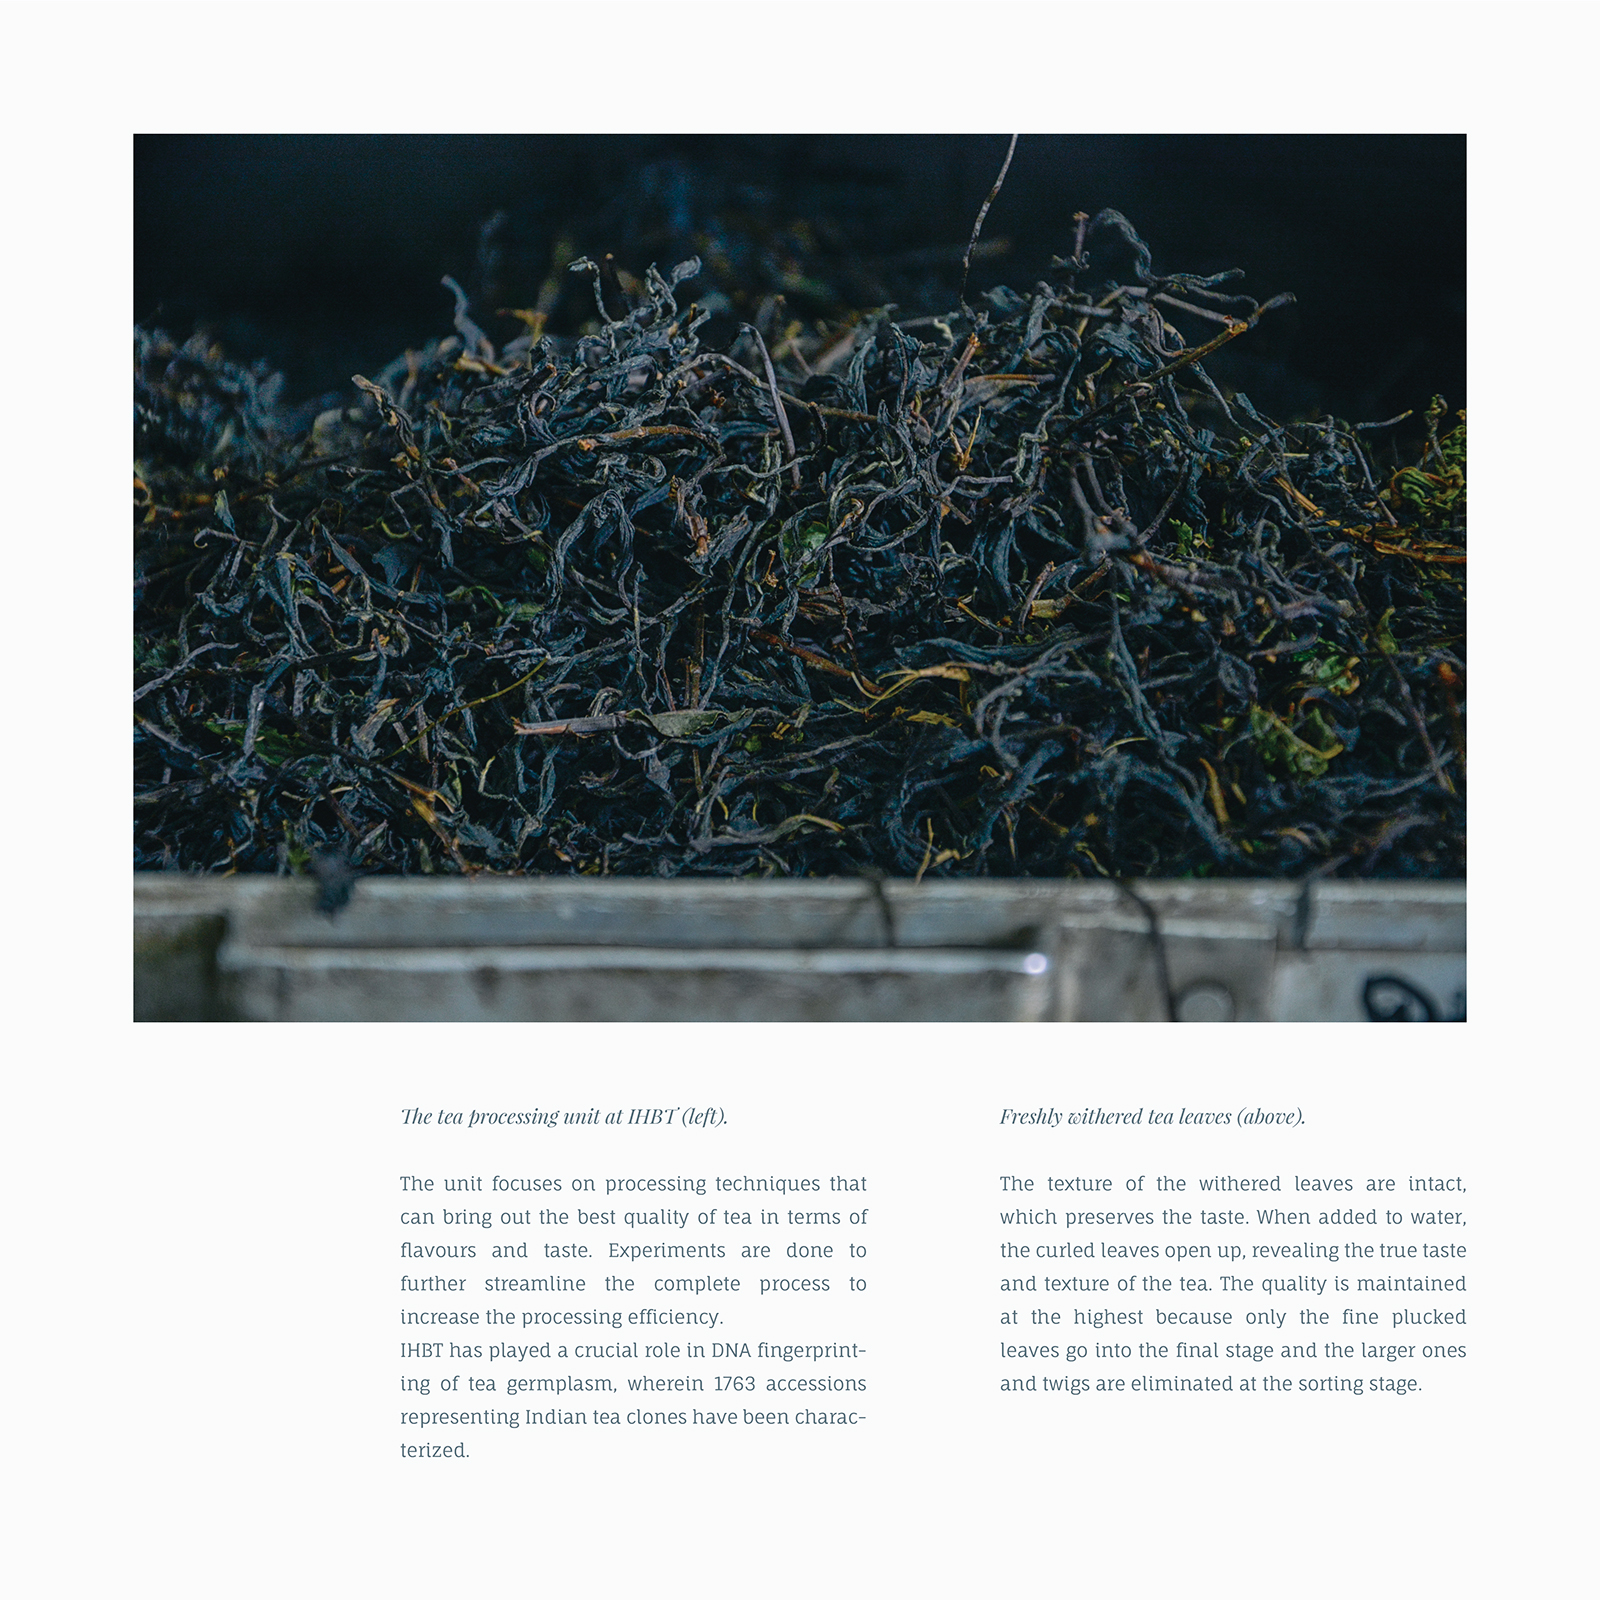 The tea processing unit at IHBT (left).
The unit focuses on processing techniques that
can bring out the best quality of tea in terms of
flavours and taste. Experiments are done to
further streamline the complete process to
increase the processing efficiency.
IHBT has played a crucial role in DNA fingerprint-
ing of tea germplasm, wherein 1763 accessions
representing Indian tea clones have been charac-
terized.
Freshly withered tea leaves (above).
The texture of the withered leaves are intact,
which preserves the taste. When added to water,
the curled leaves open up, revealing the true taste
and texture of the tea. The quality is maintained
at the highest because only the fine plucked
leaves go into the final stage and the larger ones
and twigs are eliminated at the sorting stage.